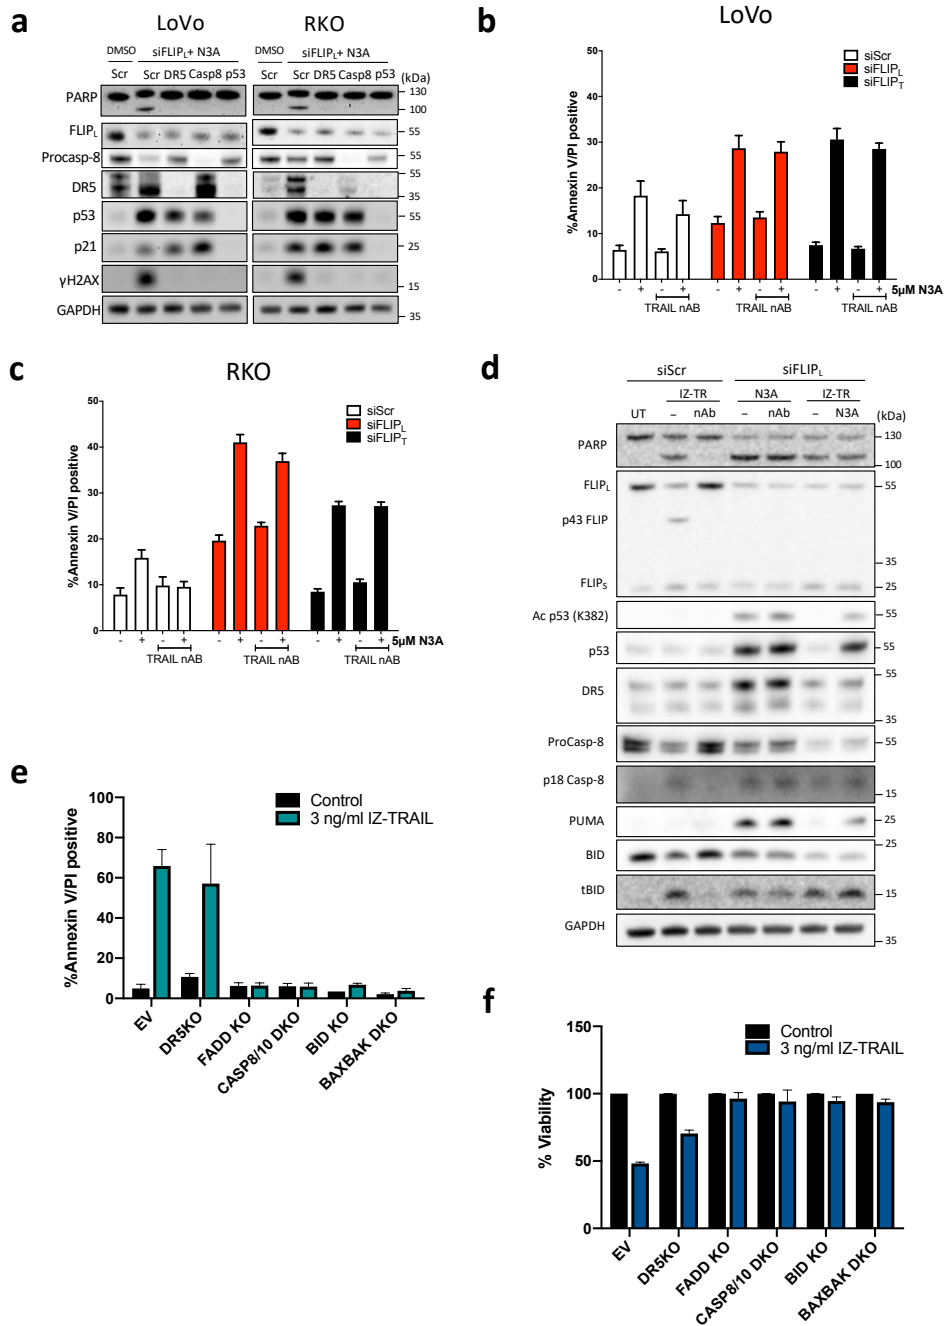 a
LoVo
RKO
DMSO
siFLIPL+ N3A
DMSO
siFLIPL+ N3A
Scr
Scr DR5 Casp8 p53
Scr
Scr DR5 Casp8 p53
(kDa)
PARP
130
100
FLIPL
55
Procasp-8
55
DR5
55
35
p53
55
p21
25
γH2AX
15
GAPDH
35
b
LoVo
siScr
siFLIPL
siFLIPT
%Annexin V/PI positive
50
40
30
20
10
0
- + - + - + - + - + - +
5μM N3A
TRAIL nAB
TRAIL nAB
TRAIL nAB
c
RKO
siScr
siFLIPL
siFLIPT
%Annexin V/PI positive
50
40
30
20
10
0
- + - + - + - + - + - +
5μM N3A
TRAIL nAB
TRAIL nAB
TRAIL nAB
d
siScr
siFLIPL
IZ-TR
N3A
IZ-TR
UT – nAb – nAb – N3A
(kDa)
PARP
130
100
FLIPL
55
p43 FLIP
35
FLIPS
25
Ac p53 (K382)
55
p53
55
DR5
55
35
ProCasp-8
55
p18 Casp-8
15
PUMA
25
BID
25
tBID
15
GAPDH
35
e
Control
3 ng/ml IZ-TRAIL
%Annexin V/PI positive
100
80
60
40
20
0
EV
DR5KO
FADD KO
CASP8/10 DKO
BID KO
BAXBAK DKO
f
Control
3 ng/ml IZ-TRAIL
% Viability
150
100
50
0
EV
DR5KO
FADD KO
CASP8/10 DKO
BID KO
BAXBAK DKO